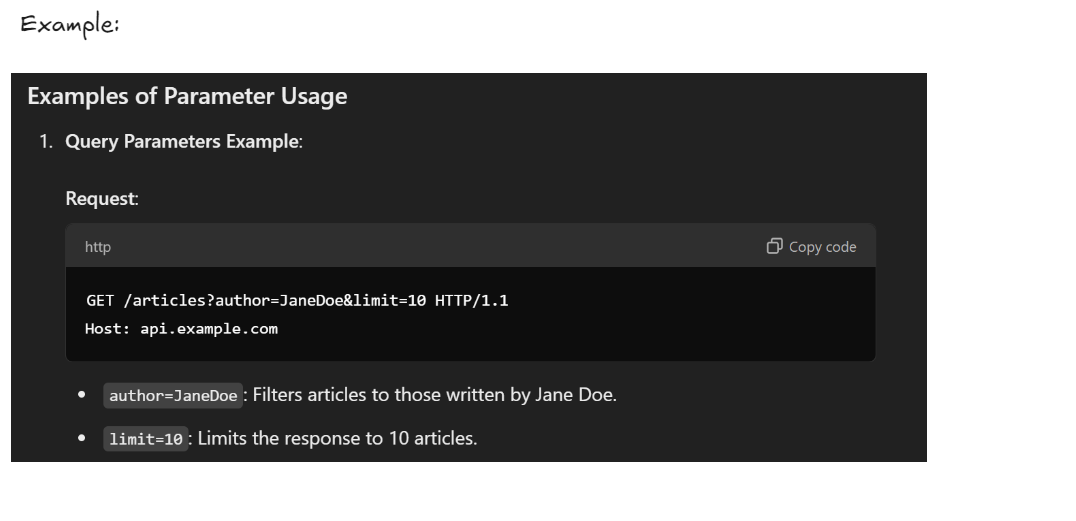 Example:
Examples of Parameter Usage
1. Query Parameters Example:
Request:
http
Copy code
GET /articles?author=JaneDoe&limit=10 HTTP/1.1
Host: api.example.com
• author=JaneDoe : Filters articles to those written by Jane Doe.
• limit=10 : Limits the response to 10 articles.